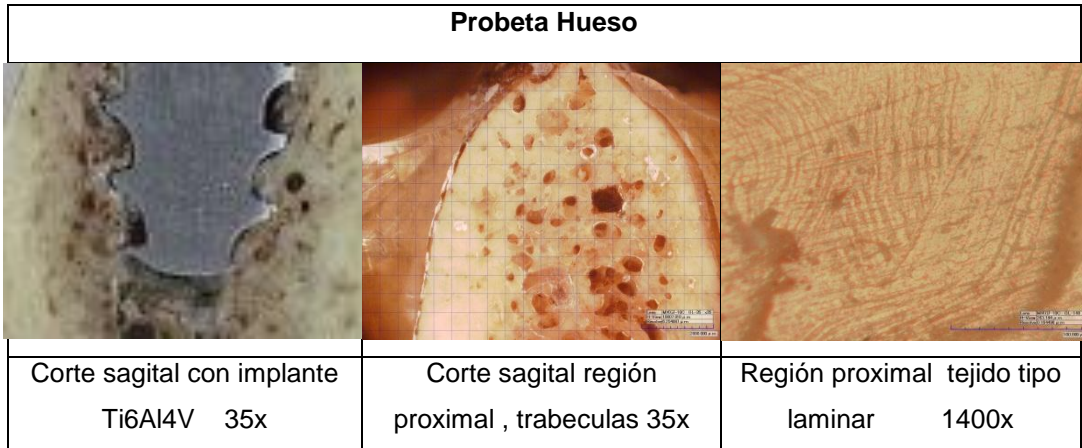 Probeta Hueso
Corte sagital con implante
Ti6Al4V 35x
Corte sagital región
proximal , trabeculas 35x
Región proximal tejido tipo
laminar 1400x